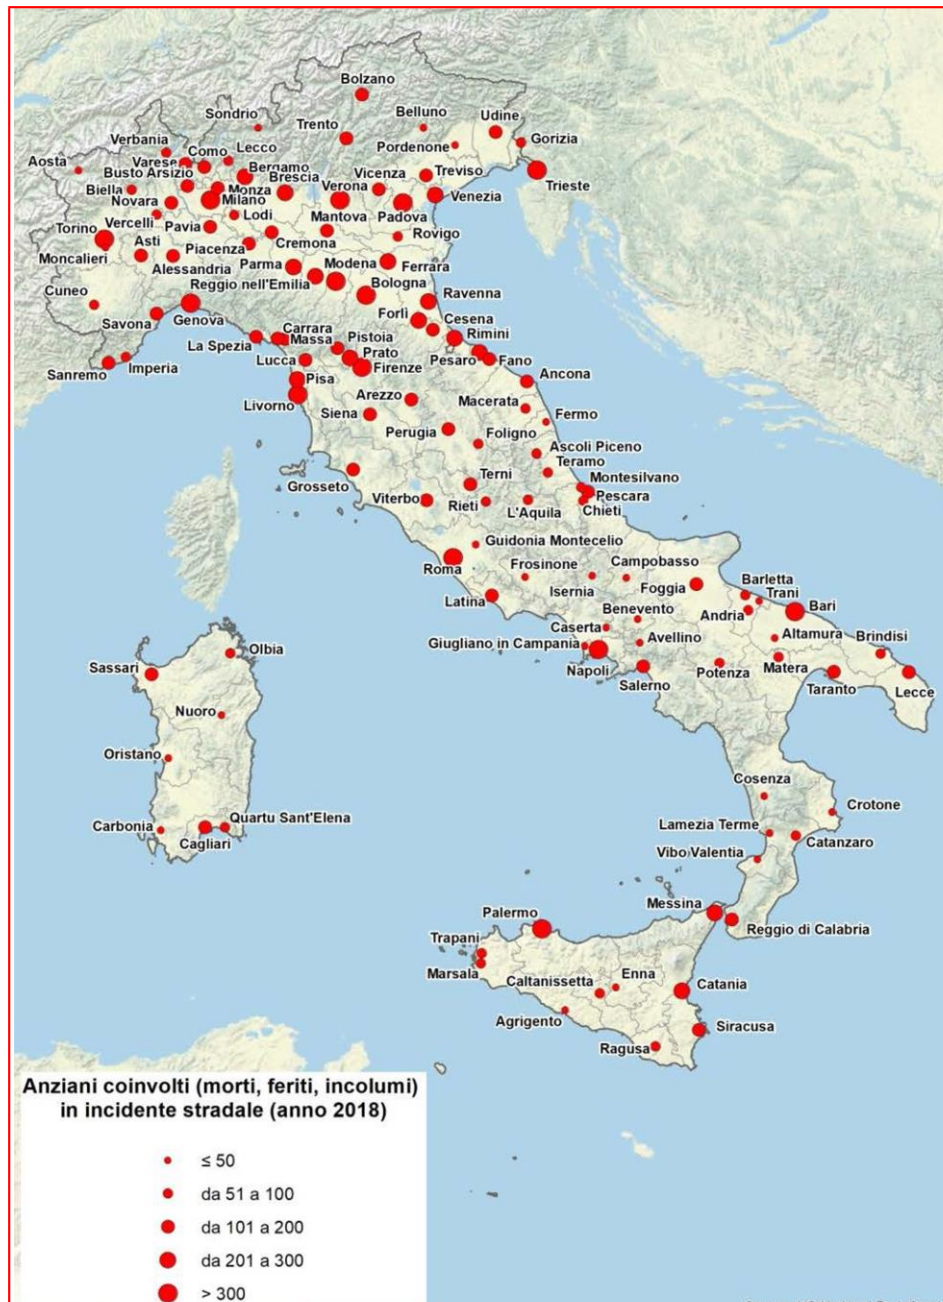 Bolzano
Sondrio
Belluno
Udine
Trento
Verbania
Lecco
Pordenone
Gorizia
Como
Aosta
Varese
Bergamo
Vicenza
Treviso
Busto Arsizio
Brescia
Verona
Trieste
Biella
Monza
Venezia
Novara
Milano
Mantova
Padova
Vercelli
Lodi
Torino
Pavia
Cremona
Rovigo
Asti
Piacenza
Moncalieri
Modena
Alessandria
Parma
Ferrara
Reggio nell'Emilia
Bologna
Cuneo
Ravenna
Genova
Forlì
Cesena
Savona
Carrara
Rimini
La Spezia
Massa
Pistoia
Lucca
Prato
Pesaro
Fano
Imperia
Firenze
Sanremo
Pisa
Ancona
Arezzo
Livorno
Macerata
Siena
Fermo
Perugia
Foligno
Ascoli Piceno
Teramo
Grosseto
Terni
Montesilvano
Viterbo
Pescara
Rieti
L'Aquila
Chieti
Guidonia Montecelio
Roma
Frosinone
Campobasso
Isernia
Foggia
Barletta
Trani
Latina
Benevento
Andria
Bari
Caserta
Avellino
Altamura
Brindisi
Giugliano in Campania
Olbia
Sassari
Napoli
Matera
Salerno
Potenza
Taranto
Lecce
Nuoro
Oristano
Cosenza
Crotone
Carbonia
Quartu Sant'Elena
Lamezia Terme
Cagliari
Catanzaro
Vibo Valentia
Messina
Palermo
Reggio di Calabria
Trapani
Marsala
Caltanissetta
Enna
Catania
Agrigento
Siracusa
Ragusa
Anziani coinvolti (morti, feriti, incolumi)
in incidente stradale (anno 2018)
≤ 50
da 51 a 100
da 101 a 200
da 201 a 300
> 300